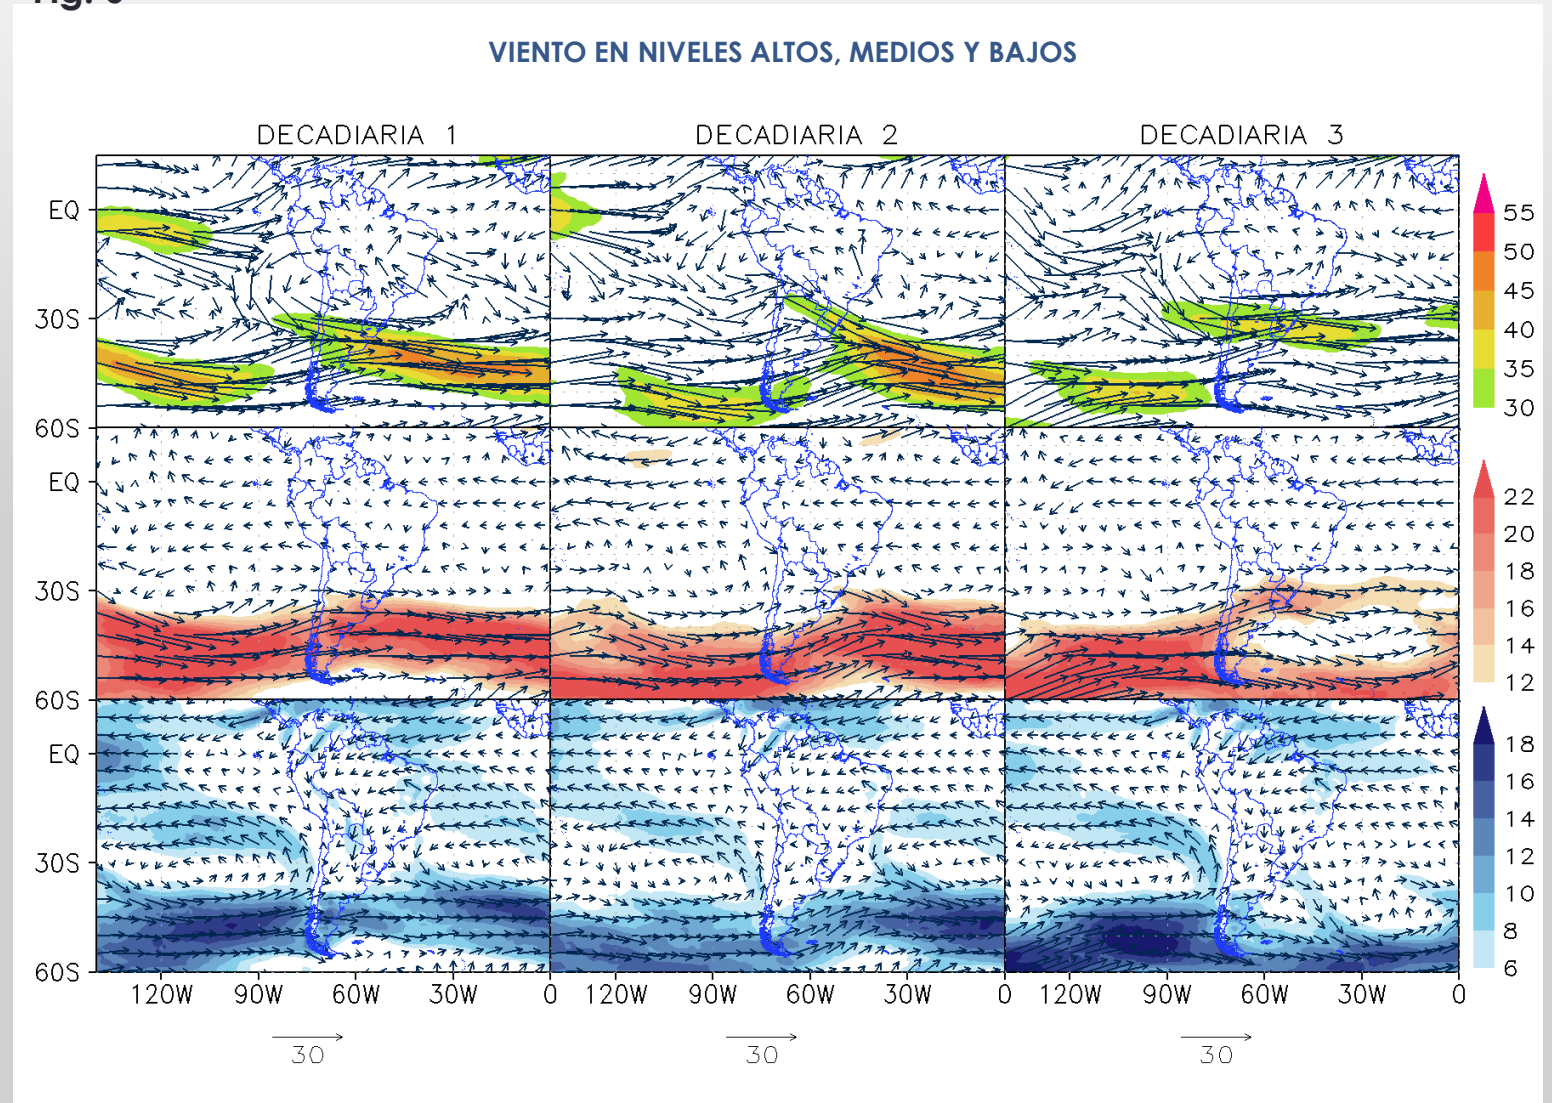 VIENTO EN NIVELES ALTOS, MEDIOS Y BAJOS
DECADIARIA 1 DECADIARIA 2 DECADIARIA 3
EQ
30S
60S
EQ
30S
60S
EQ
30S
60S
55
50
45
40
35
30
22
20
18
16
14
12
18
16
14
12
10
8
6
120W 90W 60W 30W 0 120W 90W 60W 30W 0 120W 90W 60W 30W 0
30 30 30